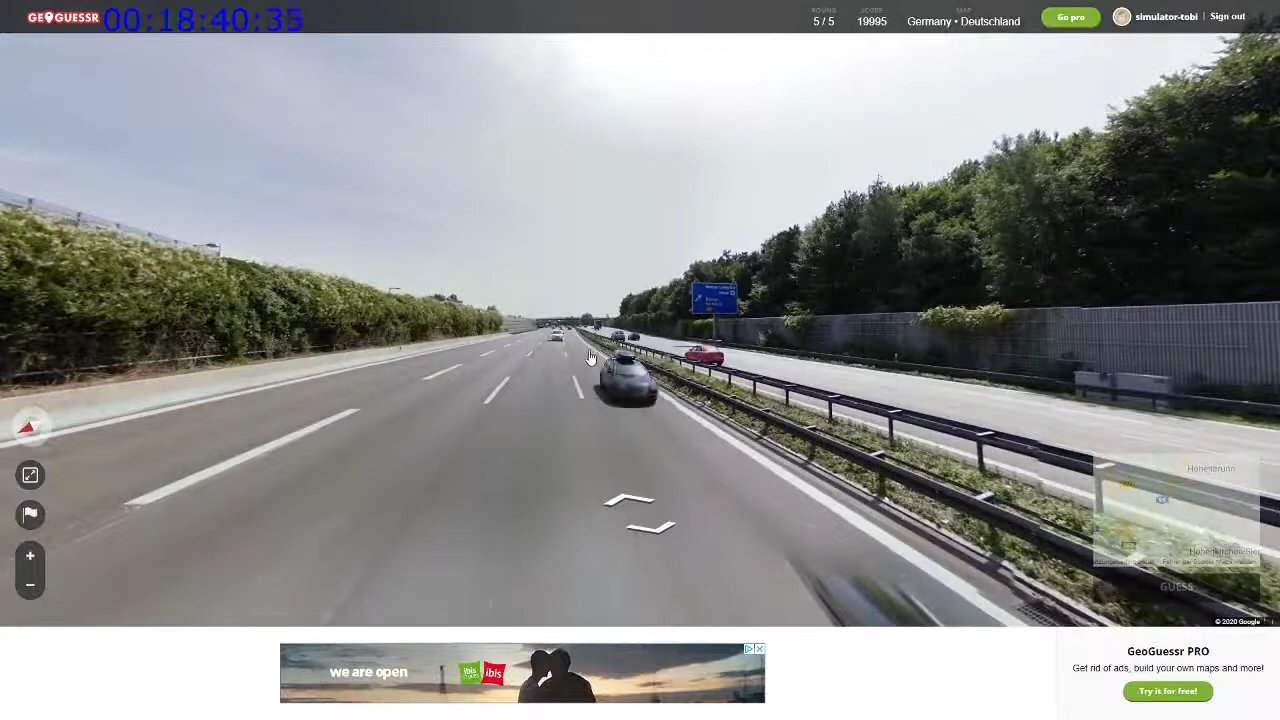 GEOGUESSR
00:18:40:35
ROUND
5 / 5
SCORE
19995
MAP
Germany • Deutschland
Go pro
simulator-tobi
Sign out
Hohenbrunn
GUESS
© 2020 Google
we are open
ibis
ibis
GeoGuessr PRO
Get rid of ads, build your own maps and more!
Try it for free!